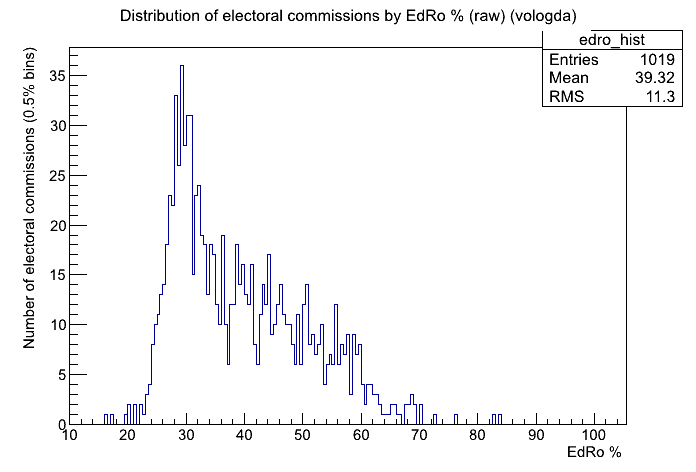 Distribution of electoral commissions by EdRo % (raw) (vologda)
edro_hist
Entries 1019
Mean 39.32
RMS 11.3
Number of electoral commissions (0.5% bins)
35
30
25
20
15
10
5
0
10 20 30 40 50 60 70 80 90 100
EdRo %